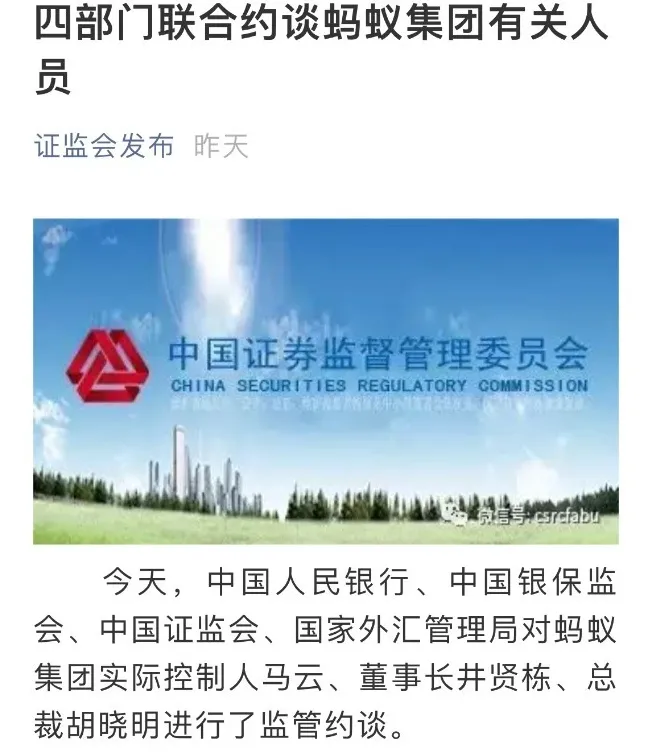 四部门联合约谈蚂蚁集团有关人
员
证监会发布 昨天
中国证券监督管理委员会
CHINA SECURITIES REGULATORY COMMISSION
微信号: csrcfabu
今天，中国人民银行、中国银保监
会、中国证监会、国家外汇管理局对蚂蚁
集团实际控制人马云、董事长井贤栋、总
裁胡晓明进行了监管约谈。